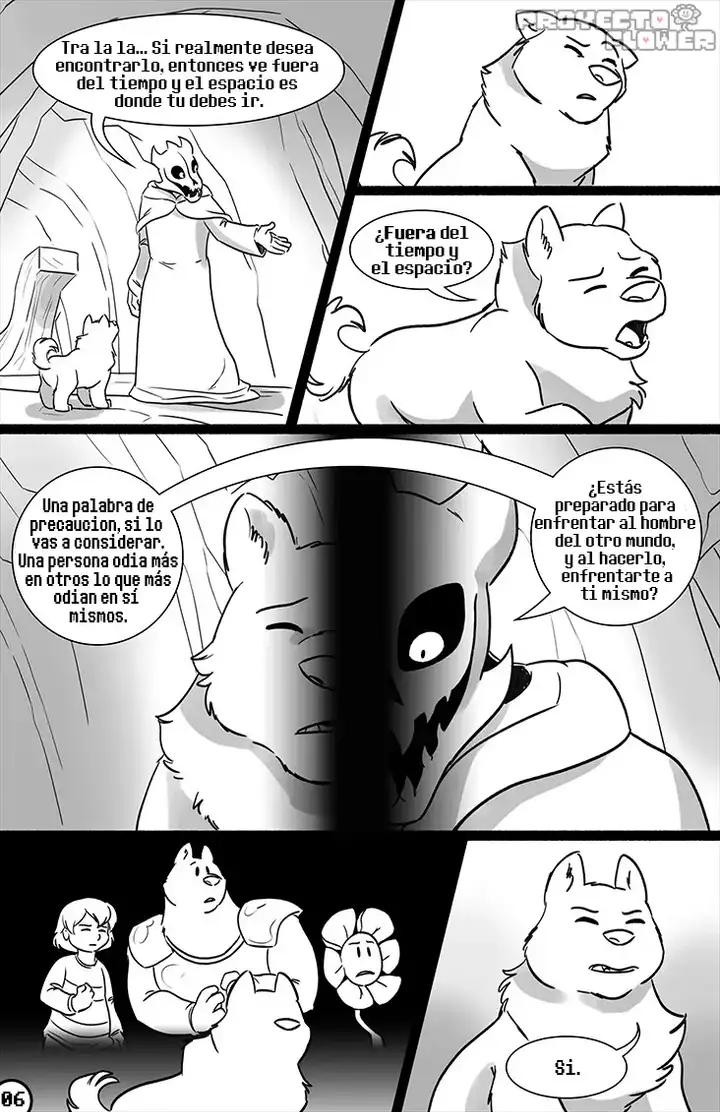 PROYECTO
FLOWER
Tra la la... Si realmente desea
encontrarlo, entonces ve fuera
del tiempo y el espacio es
donde tu debes ir.
¿Fuera del
tiempo y
el espacio?
Una palabra de
precaucion, si lo
vas a considerar.
Una persona odia más
en otros lo que más
odian en sí
mismos.
¿Estás
preparado para
enfrentar al hombre
del otro mundo,
y al hacerlo,
enfrentarte a
ti mismo?
Si.
06